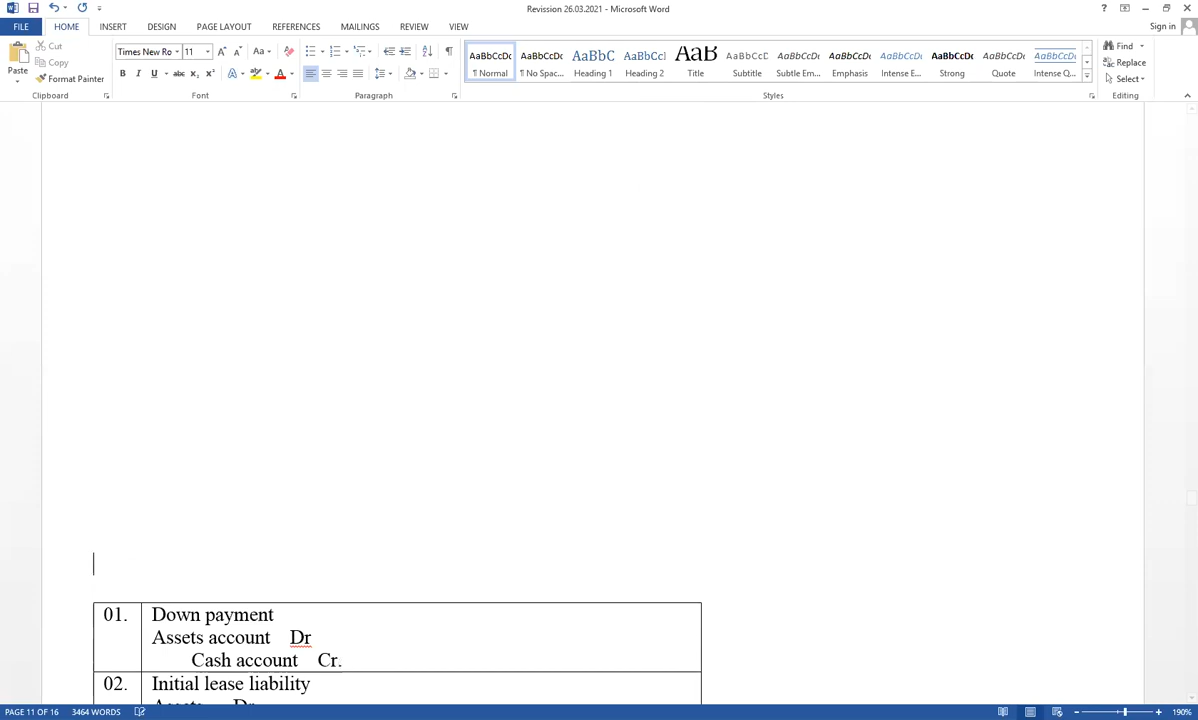 Revission 26.03.2021 - Microsoft Word
Sign in
FILE HOME INSERT DESIGN PAGE LAYOUT REFERENCES MAILINGS REVIEW VIEW
Paste
Cut
Copy
Format Painter
Clipboard
Times New Ro 11
Font
Paragraph
AaBbCcDc AaBbCcDc AaBbC AaBbCcI AaB AaBbCcC AaBbCcDc AaBbCcDc AaBbCcDc AaBbCcDc AaBbCcDc AaBbCcDc
¶ Normal ¶ No Spac... Heading 1 Heading 2 Title Subtitle Subtle Em... Emphasis Intense E... Strong Quote Intense Q...
Styles
Find
Replace
Select
Editing
01. Down payment
Assets account Dr
Cash account Cr.
02. Initial lease liability
Assets Dr
PAGE 11 OF 16 3464 WORDS 190%